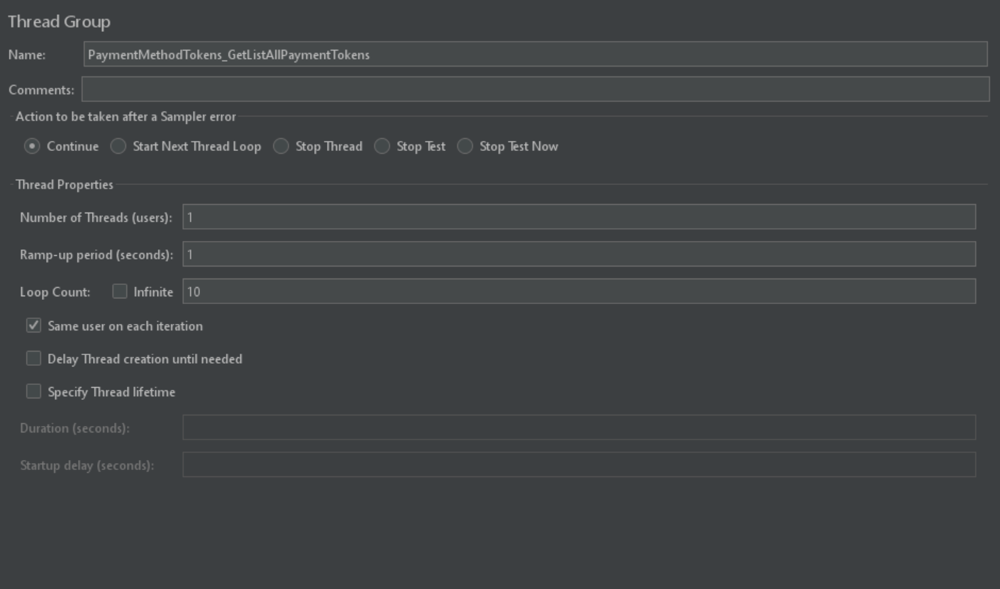 Thread Group
Name: PaymentMethodTokens_GetListAllPaymentTokens
Comments:
Action to be taken after a Sampler error
Continue Start Next Thread Loop Stop Thread Stop Test Stop Test Now
Thread Properties
Number of Threads (users): 1
Ramp-up period (seconds): 1
Loop Count: Infinite 10
Same user on each iteration
Delay Thread creation until needed
Specify Thread lifetime
Duration (seconds):
Startup delay (seconds):